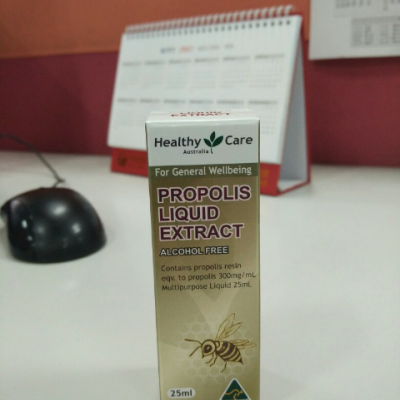 Healthy Care
Australia
For General Wellbeing
PROPOLIS
LIQUID
EXTRACT
ALCOHOL FREE
Contains propolis resin
eqv. to propolis 300mg/mL
Multipurpose Liquid 25mL
25ml